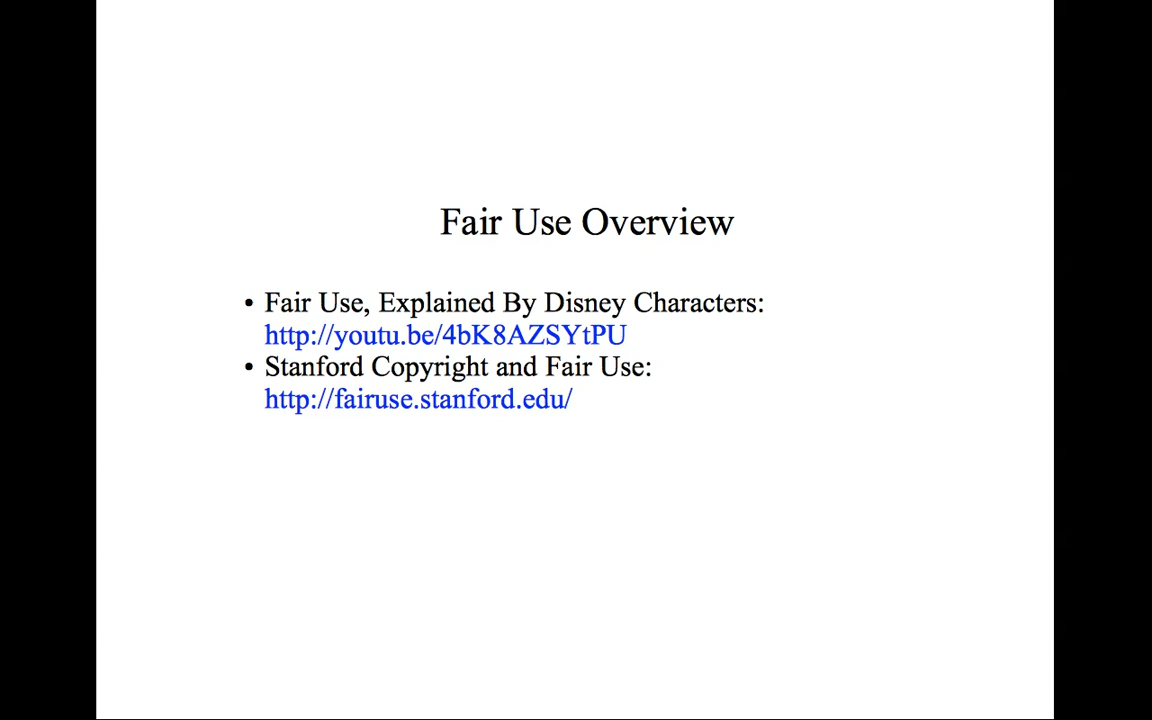 Fair Use Overview
• Fair Use, Explained By Disney Characters:
http://youtu.be/4bK8AZSYtPU
• Stanford Copyright and Fair Use:
http://fairuse.stanford.edu/